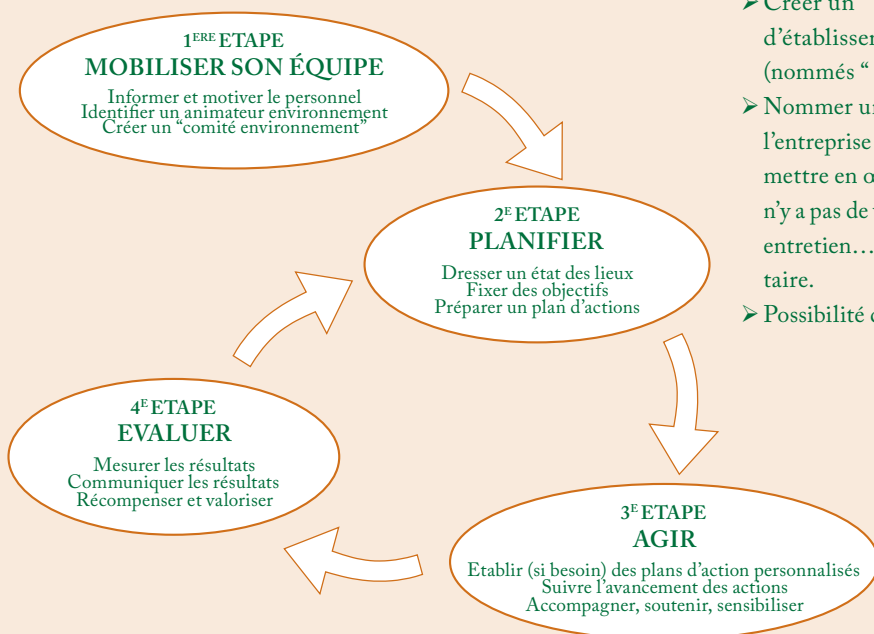 1ERE ETAPE
MOBILISER SON ÉQUIPE
Informer et motiver le personnel
Identifier un animateur environnement
Créer un “comité environnement”
2E ETAPE
PLANIFIER
Dresser un état des lieux
Fixer des objectifs
Préparer un plan d’actions
3E ETAPE
AGIR
Etablir (si besoin) des plans d’action personnalisés
Suivre l’avancement des actions
Accompagner, soutenir, sensibiliser
4E ETAPE
EVALUER
Mesurer les résultats
Communiquer les résultats
Récompenser et valoriser
➤ Créer un
d’établisse
(nommés “
➤ Nommer un
l’entreprise
mettre en
n’y a pas de
entretien…
taire.
➤ Possibilité